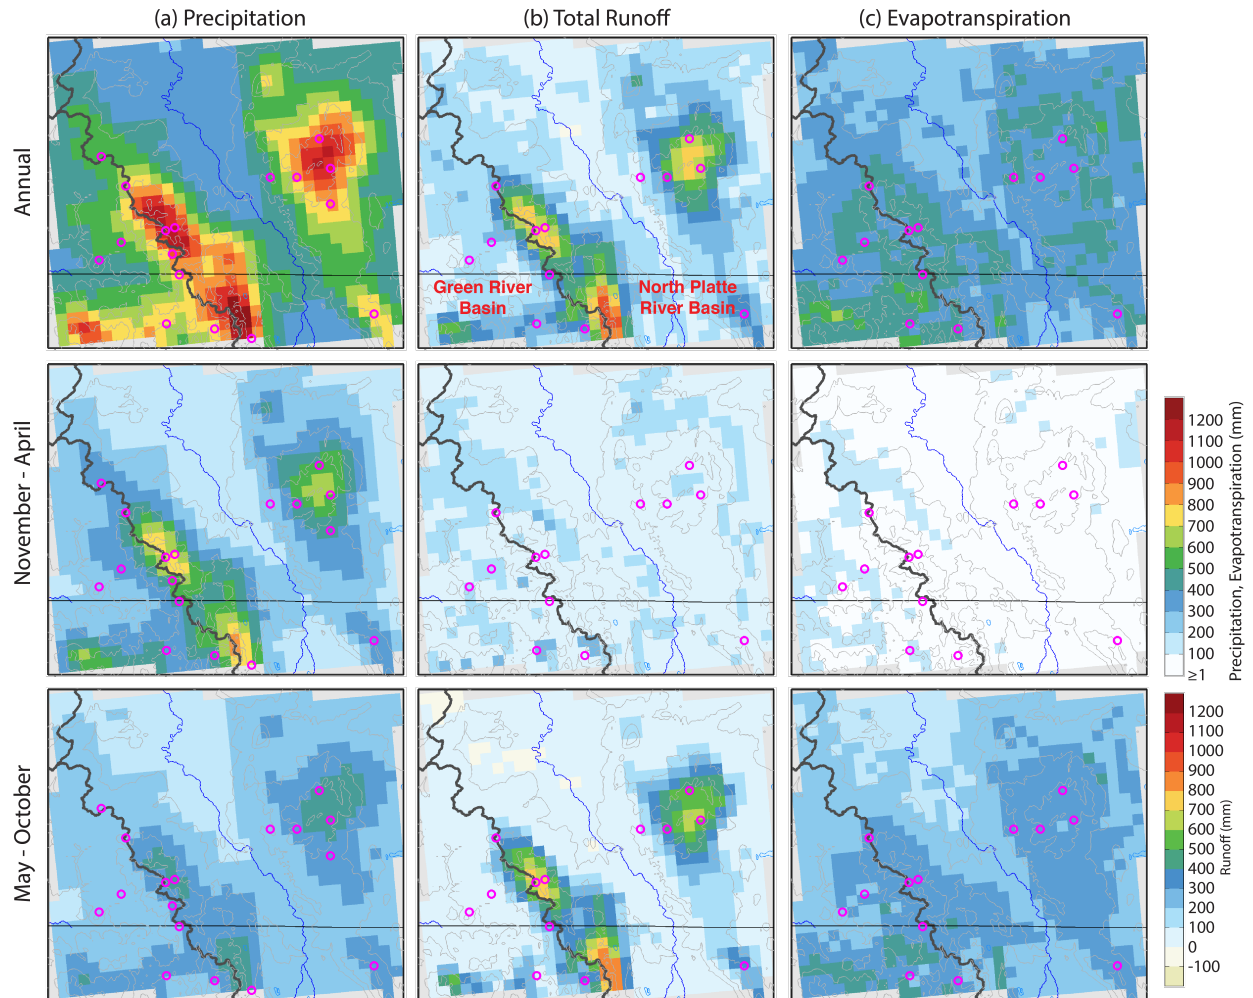 (a) Precipitation
(b) Total Runoff
(c) Evapotranspiration
Annual
Green River
Basin
North Platte
River Basin
November - April
May - October
1200
1100
1000
900
800
700
600
500
400
300
200
100
≥1
Precipitation, Evapotranspiration (mm)
1200
1100
1000
900
800
700
600
500
400
300
200
100
0
-100
Runoff (mm)